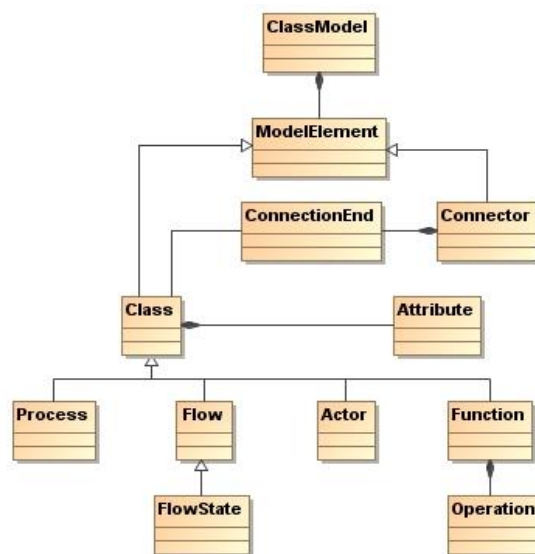 ClassModel
ModelElement
ConnectionEnd
Connector
Class
Attribute
Process
Flow
Actor
Function
FlowState
Operation